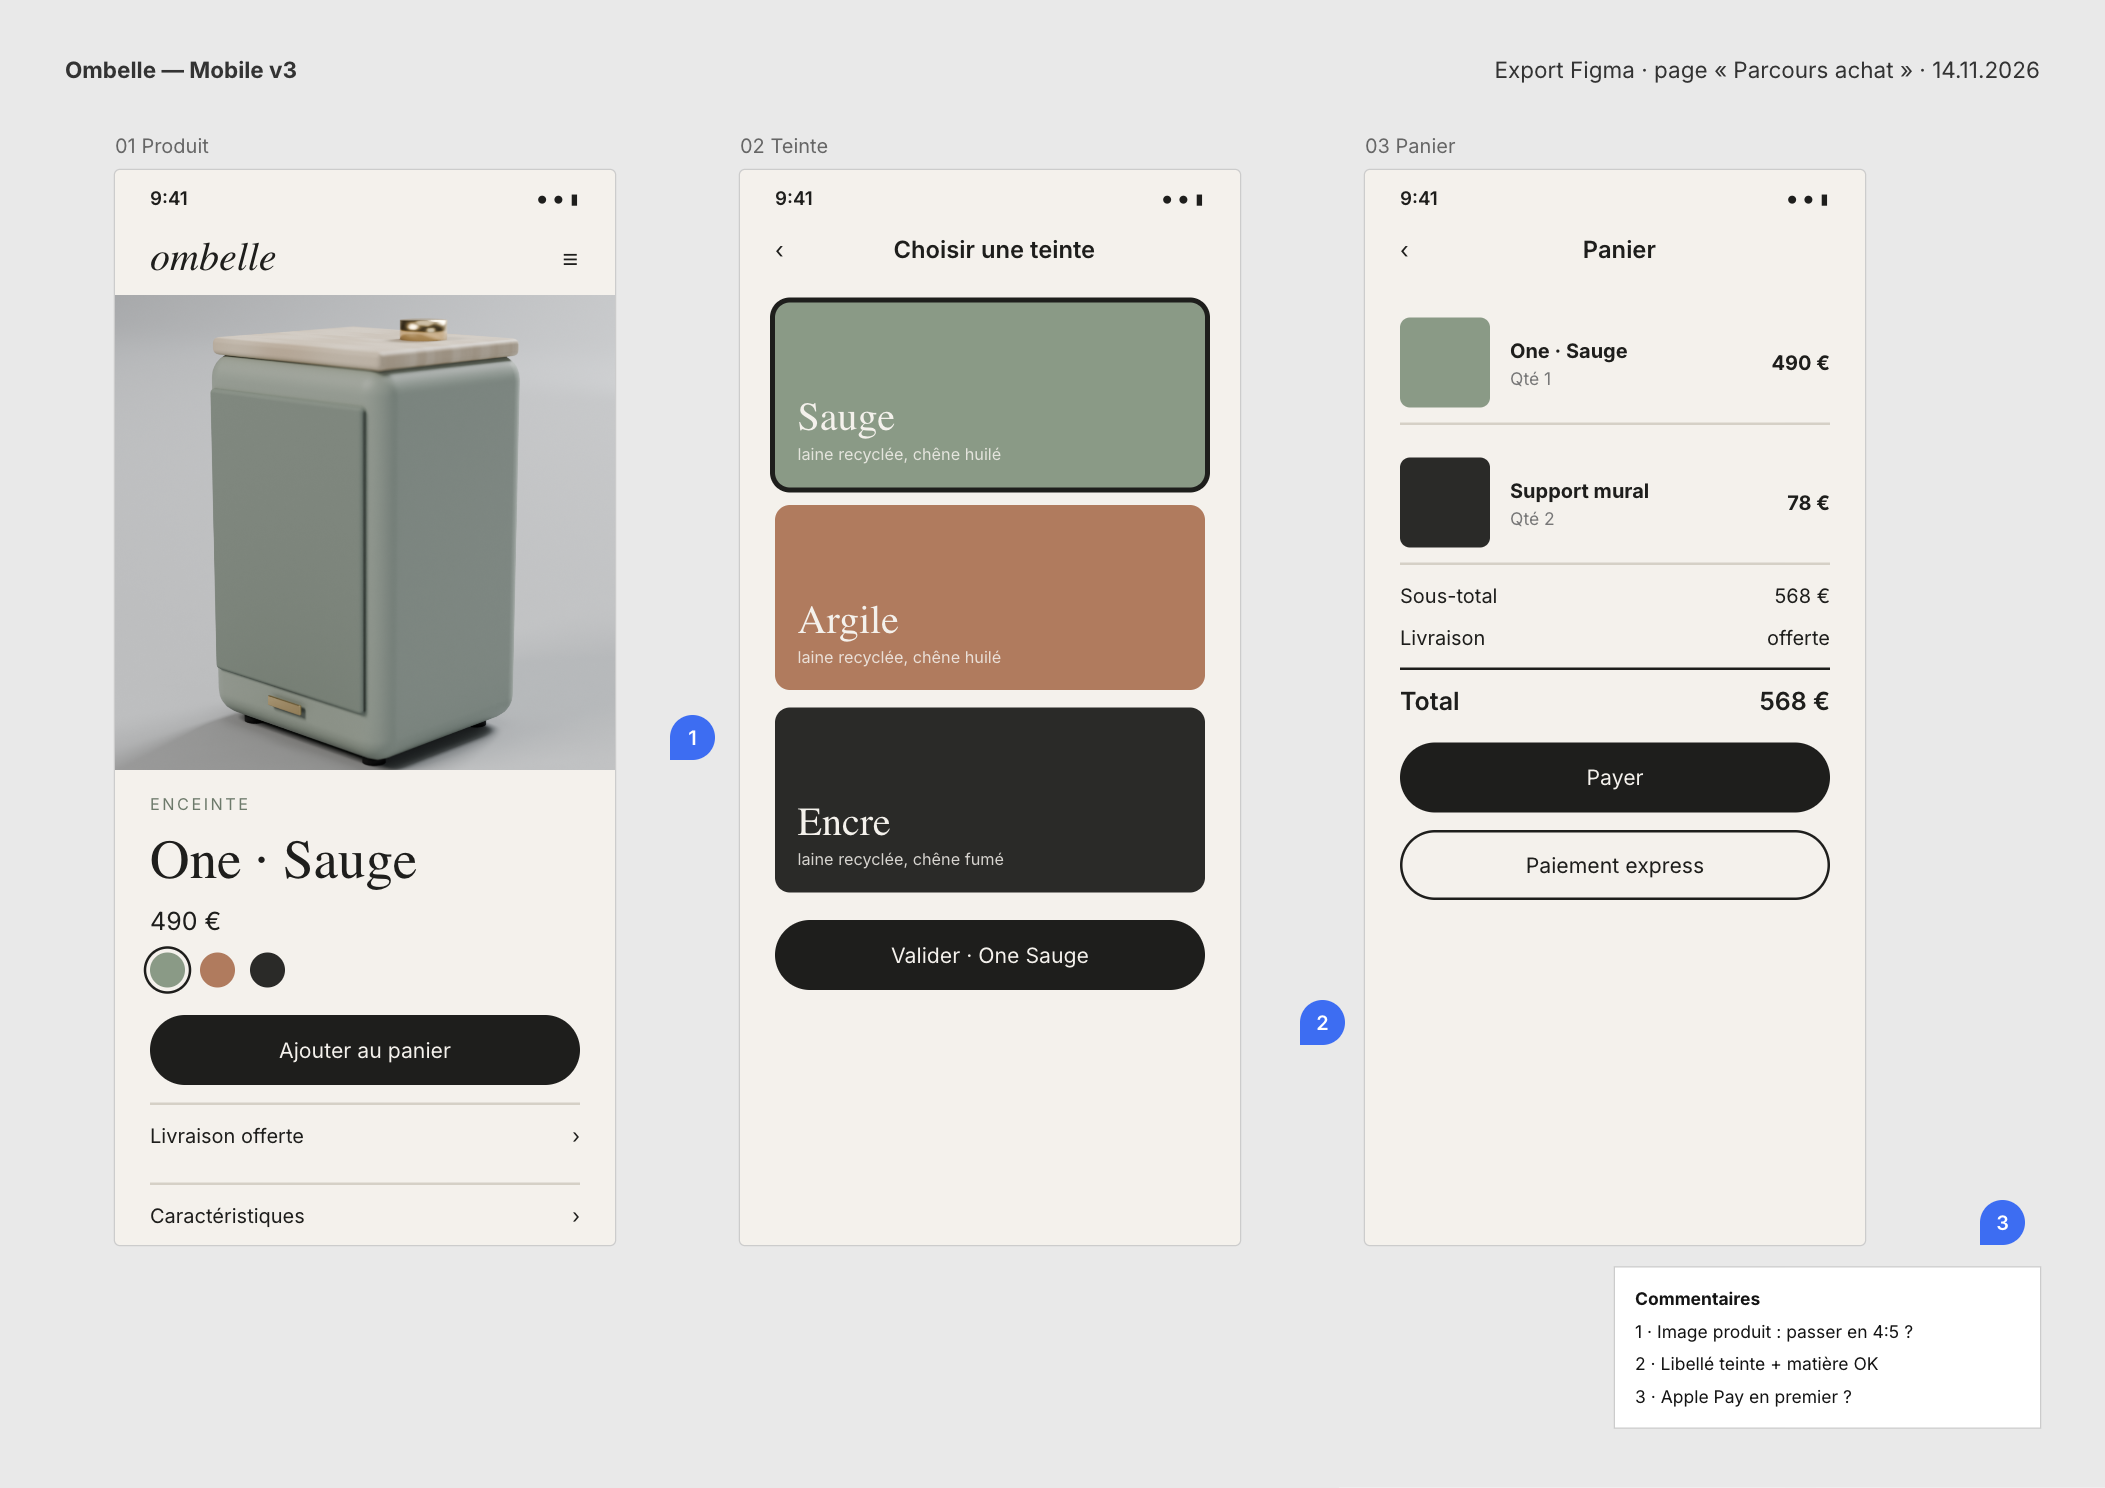 Ombelle — Mobile v3
Export Figma · page « Parcours achat » · 14.11.2026
01 Produit
9:41
ombelle
ENCEINTE
One · Sauge
490 €
Ajouter au panier
Livraison offerte
Caractéristiques
1
02 Teinte
9:41
Choisir une teinte
Sauge
laine recyclée, chêne huilé
Argile
laine recyclée, chêne huilé
Encre
laine recyclée, chêne fumé
Valider · One Sauge
2
03 Panier
9:41
Panier
One · Sauge
Qté 1
490 €
Support mural
Qté 2
78 €
Sous-total 568 €
Livraison offerte
Total 568 €
Payer
Paiement express
3
Commentaires
1 · Image produit : passer en 4:5 ?
2 · Libellé teinte + matière OK
3 · Apple Pay en premier ?